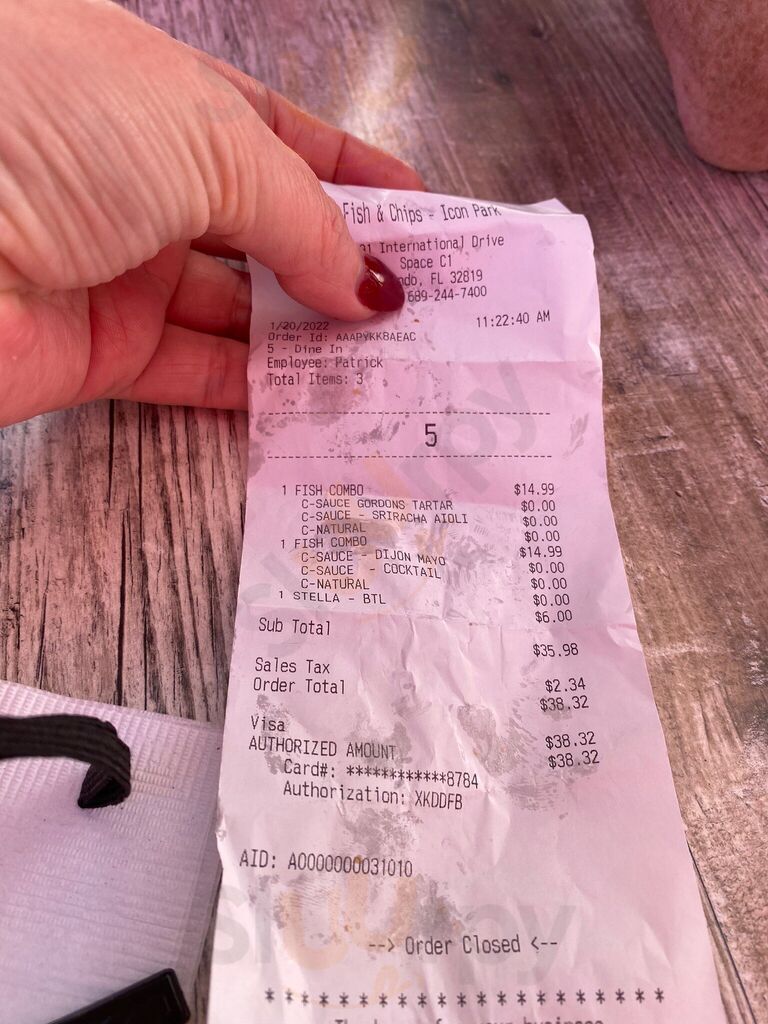 Fish & Chips - Icon Park
International Drive
Space C1
FL 32819
689-244-7400
1/20/2022 11:22:40 AM
Order Id: AAAPYKKBAEAC
5 - Dine In
Employee: Patrick
Total Items: 3
5
1 FISH COMBO $14.99
C-SAUCE GORDONS TARTAR $0.00
C-SAUCE - SRIRACHA AIOLI $0.00
C-NATURAL $0.00
1 FISH COMBO $14.99
C-SAUCE - DIJON MAYO $0.00
C-SAUCE - COCKTAIL $0.00
C-NATURAL $0.00
1 STELLA - BTL $6.00
Sub Total $35.98
Sales Tax $2.34
Order Total $38.32
Visa $38.32
AUTHORIZED AMOUNT $38.32
Card#: ************8784
Authorization: XKDDFB
AID: A0000000031010
--> Order Closed <--
* * * * * * * * * * * * * * * * * *
Sluurpy
Sluurpy